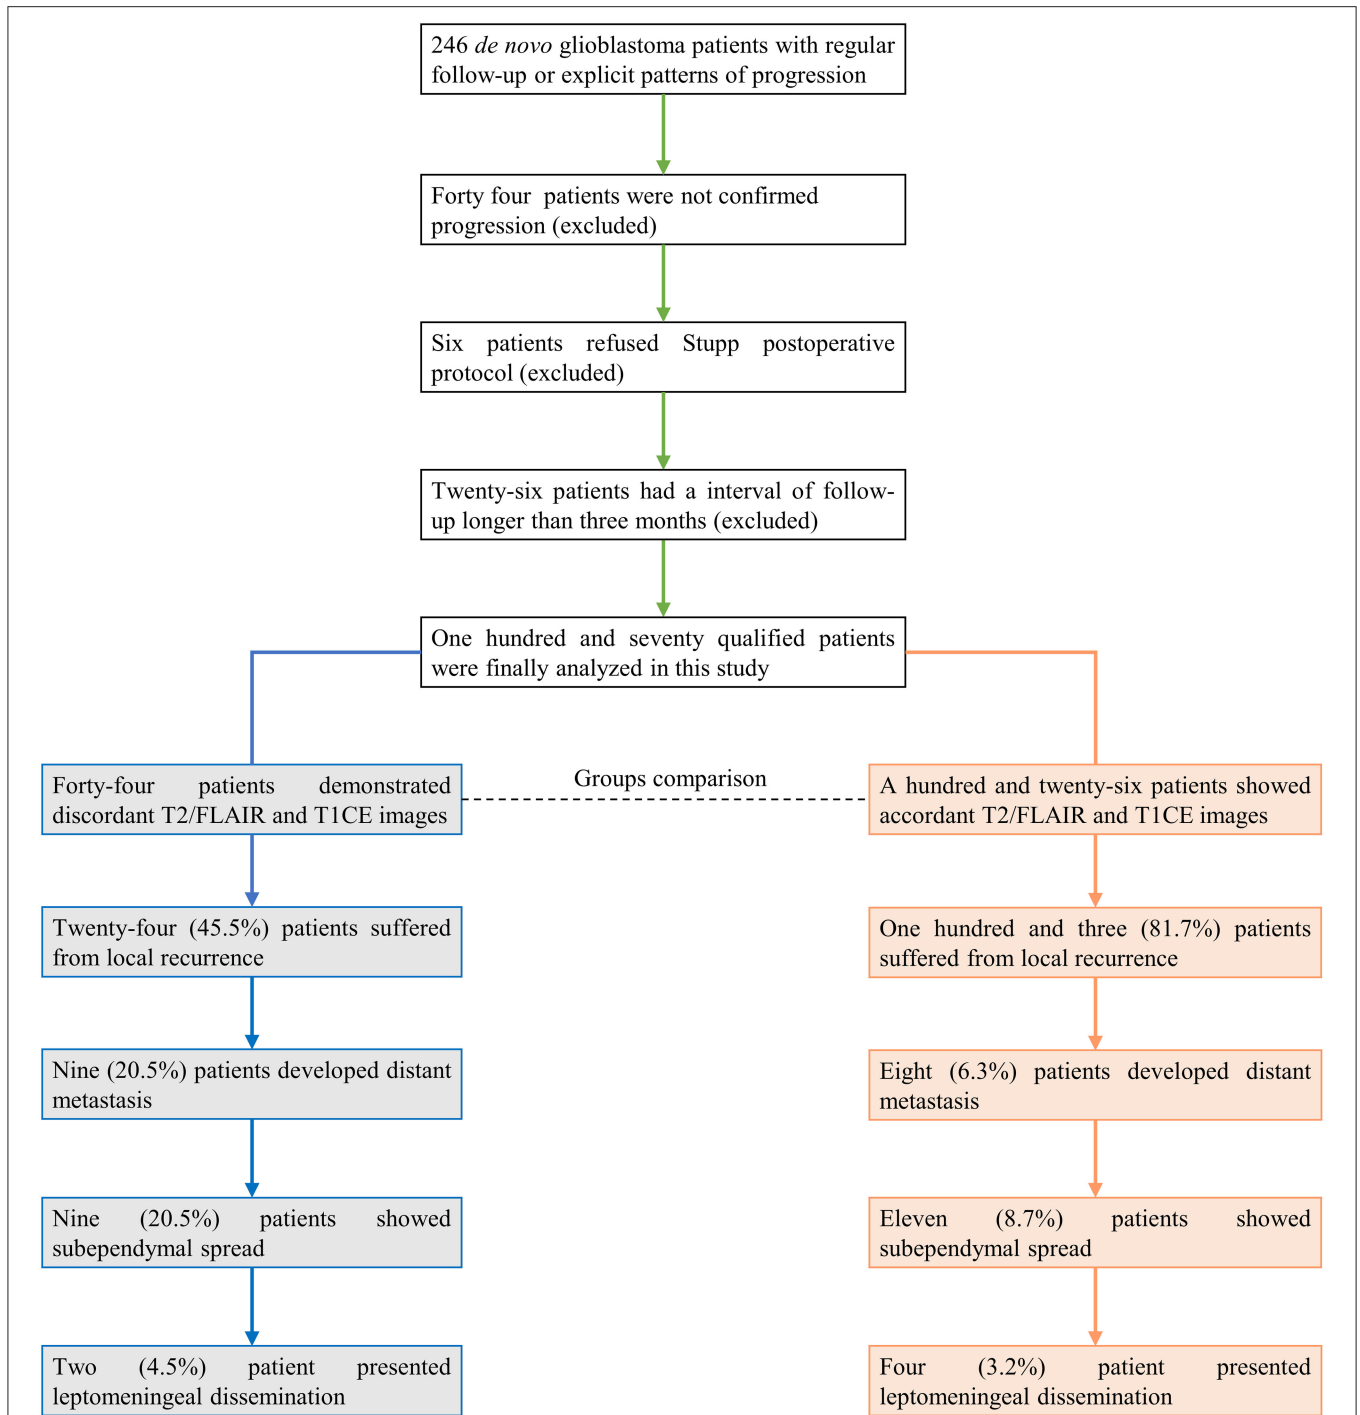 246 de novo glioblastoma patients with regular
follow-up or explicit patterns of progression
Forty four patients were not confirmed
progression (excluded)
Six patients refused Stupp postoperative
protocol (excluded)
Twenty-six patients had a interval of follow-
up longer than three months (excluded)
One hundred and seventy qualified patients
were finally analyzed in this study
Forty-four patients demonstrated
discordant T2/FLAIR and T1CE images
Groups comparison
A hundred and twenty-six patients showed
accordant T2/FLAIR and T1CE images
Twenty-four (45.5%) patients suffered
from local recurrence
One hundred and three (81.7%) patients
suffered from local recurrence
Nine (20.5%) patients developed distant
metastasis
Eight (6.3%) patients developed distant
metastasis
Nine (20.5%) patients showed
subependymal spread
Eleven (8.7%) patients showed
subependymal spread
Two (4.5%) patient presented
leptomeningeal dissemination
Four (3.2%) patient presented
leptomeningeal dissemination